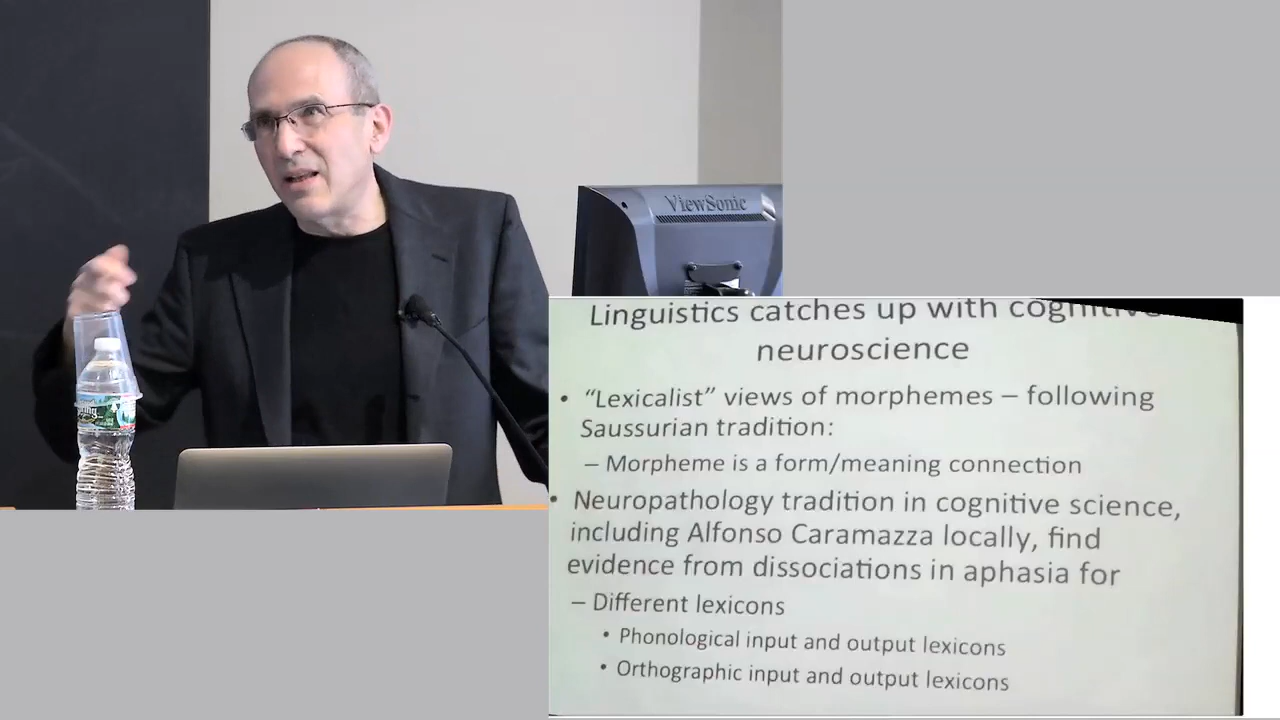 ViewSonic
Linguistics catches up with cognitive
neuroscience
• “Lexicalist” views of morphemes – following
Saussurian tradition:
– Morpheme is a form/meaning connection
• Neuropathology tradition in cognitive science,
including Alfonso Caramazza locally, find
evidence from dissociations in aphasia for
– Different lexicons
• Phonological input and output lexicons
• Orthographic input and output lexicons